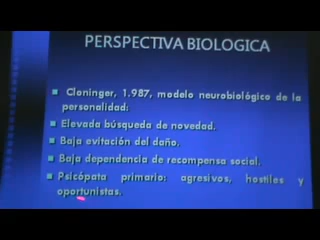 PERSPECTIVA BIOLOGICA
Cloninger, 1.987, modelo neurobiológico de la
personalidad:
Elevada búsqueda de novedad.
Baja evitación del daño.
Baja dependencia de recompensa social.
Psicópata primario: agresivos, hostiles y
oportunistas.